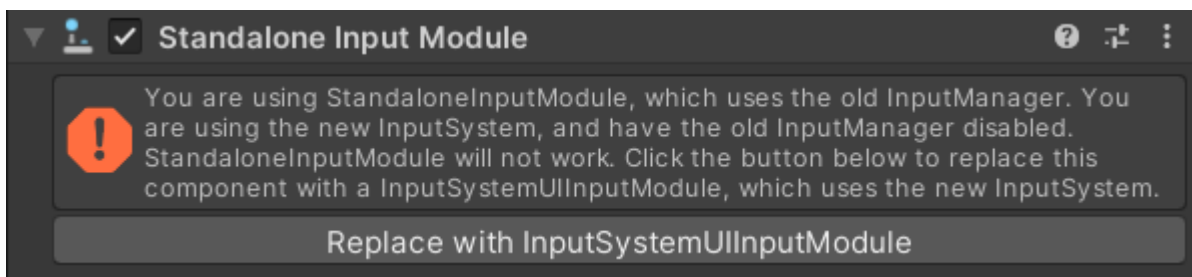 Standalone Input Module
You are using StandaloneInputModule, which uses the old InputManager. You
are using the new InputSystem, and have the old InputManager disabled.
StandaloneInputModule will not work. Click the button below to replace this
component with a InputSystemUIInputModule, which uses the new InputSystem.
Replace with InputSystemUIInputModule